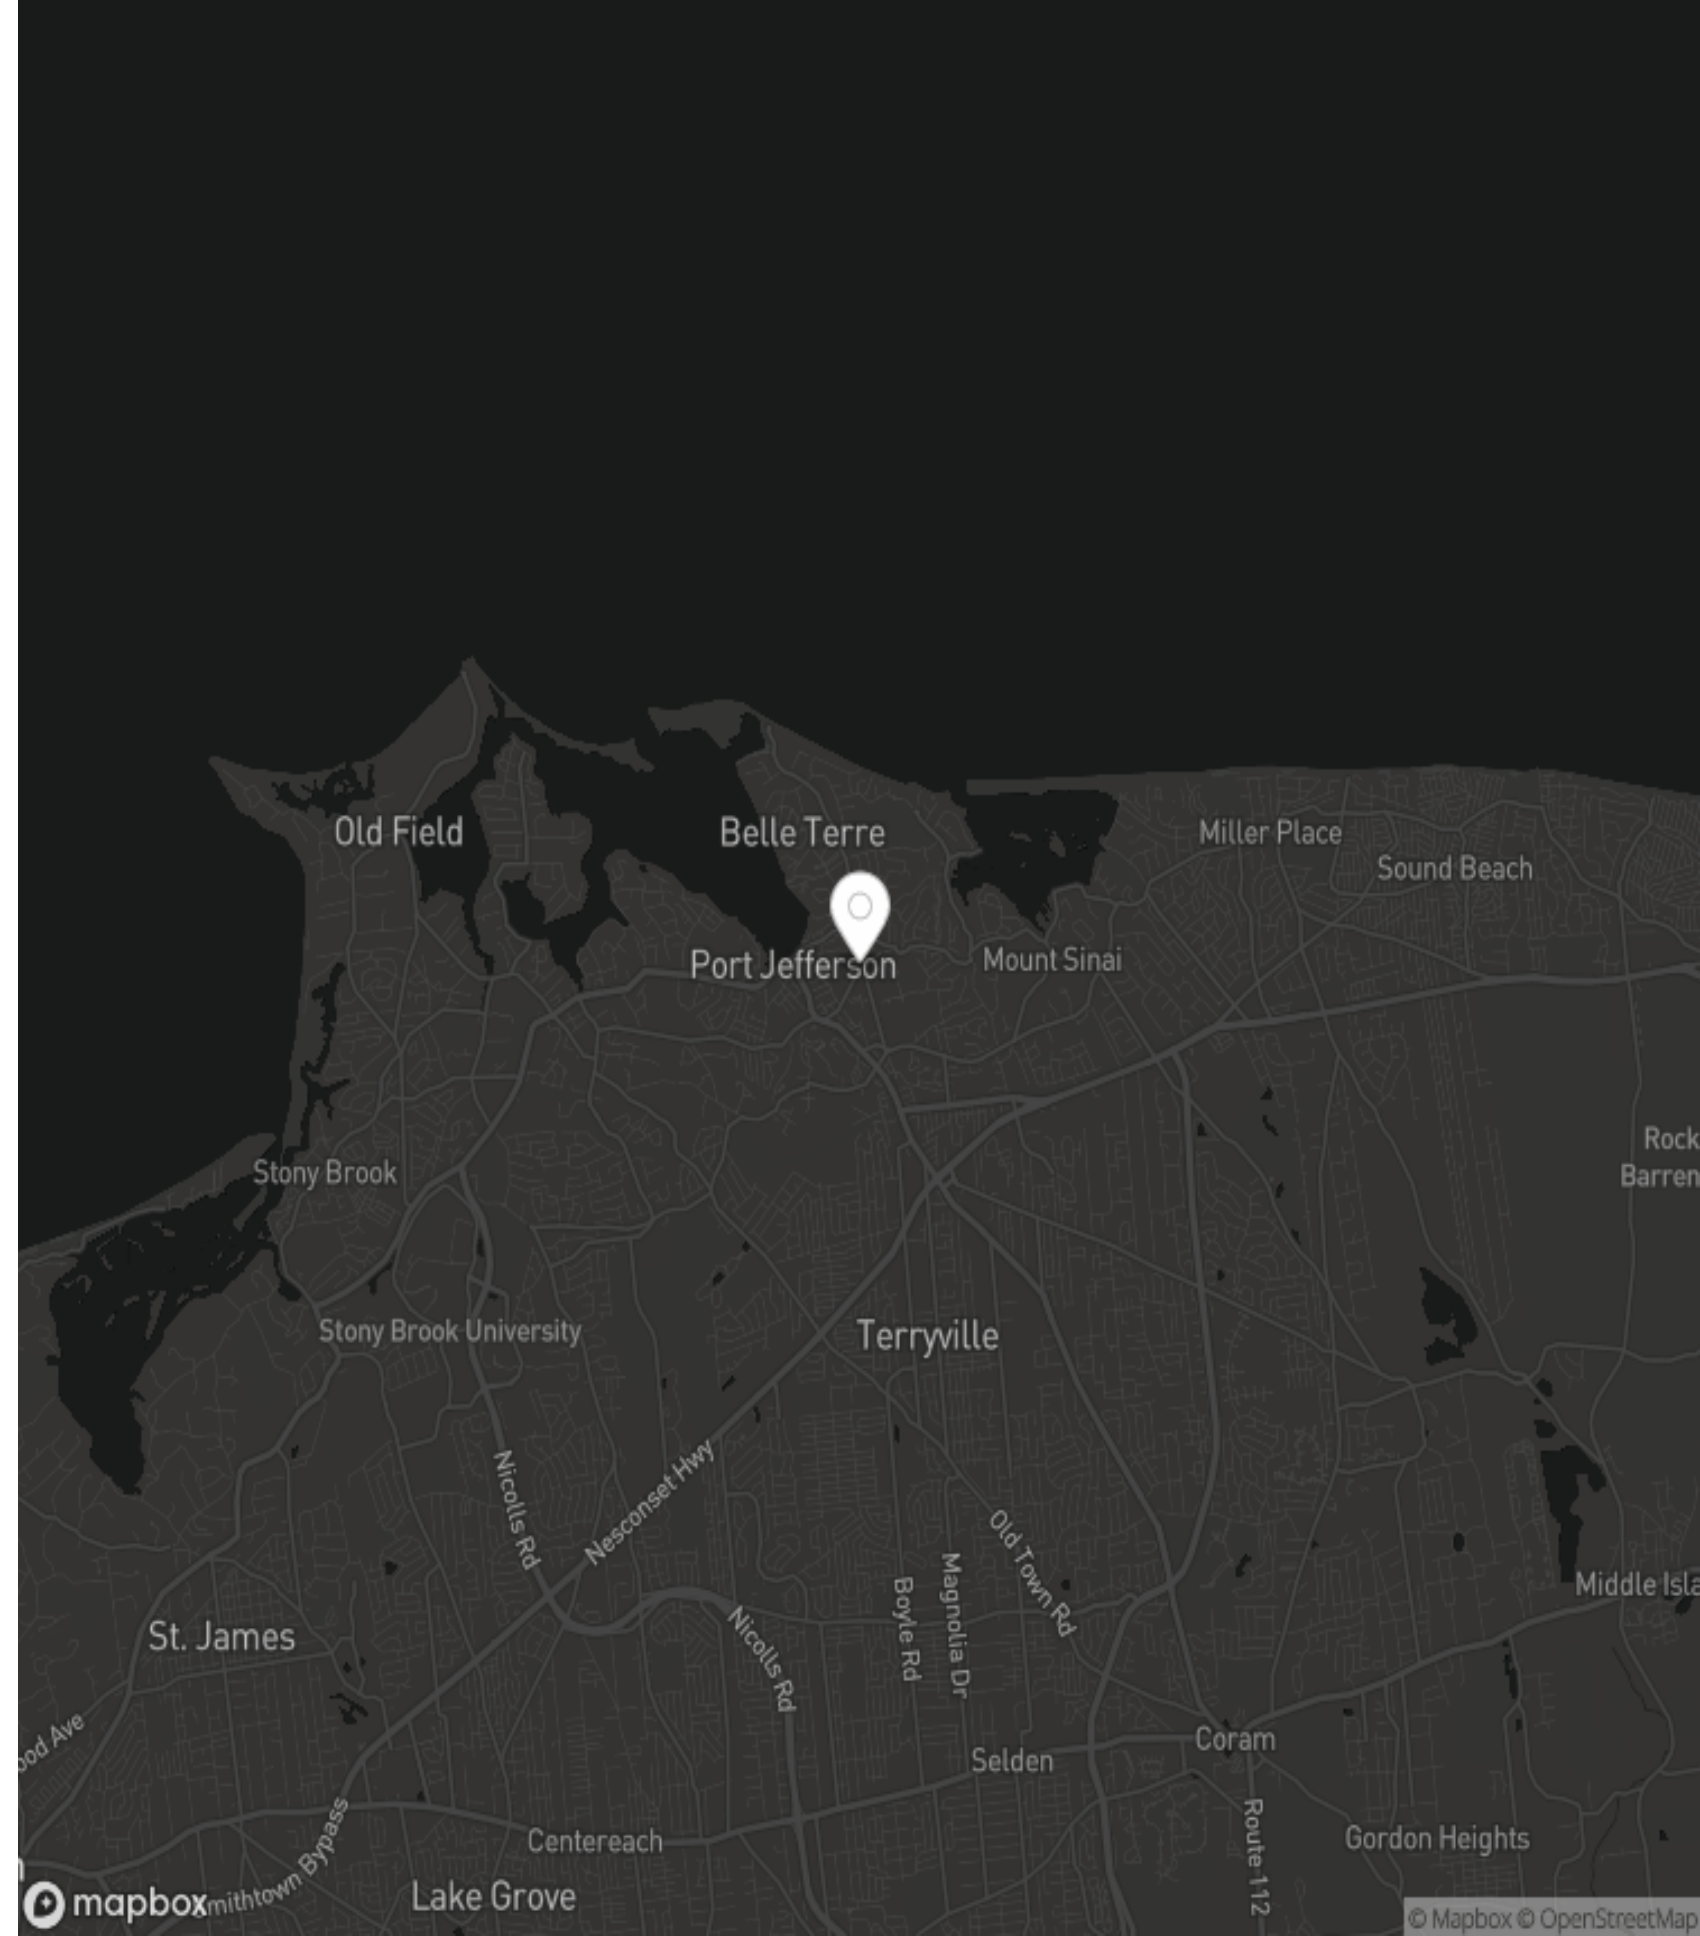 Old Field
Belle Terre
Miller Place
Sound Beach
Port Jefferson
Mount Sinai
Rock
Barren
Stony Brook
Stony Brook University
Terryville
Nicolls Rd
Nesconset Hwy
Old Town Rd
Magnolia Dr
Boyle Rd
Middle Isla
St. James
Nicolls Rd
ood Ave
Coram
Selden
Route 112
Centereach
Gordon Heights
mithtown Bypass
Lake Grove
mapbox
© Mapbox © OpenStreetMap